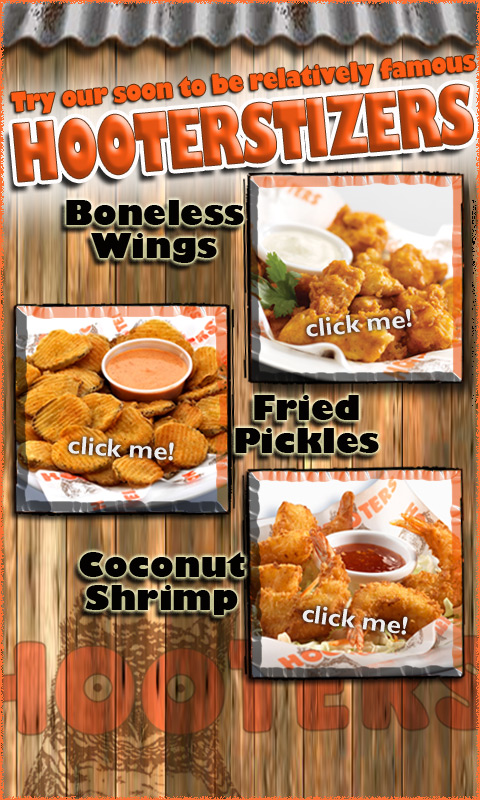 Try our soon to be relatively famous
HOOTERSTIZERS
Boneless
Wings
click me!
Fried
Pickles
click me!
Coconut
Shrimp
click me!
HOOTERS